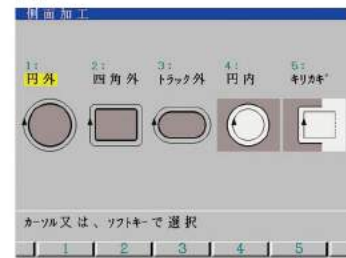 側面加工
1: 2: 3: 4: 5:
円外 四角外 トラック外 円内 キリカギ
カーソル又は、ソフトキーで選択
1 2 3 4 5